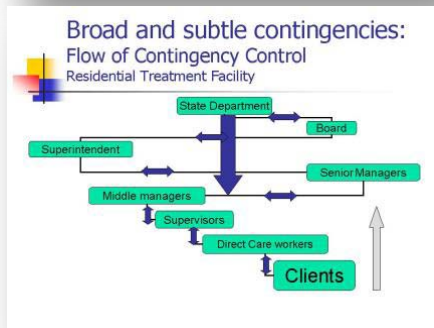 Broad and subtle contingencies:
Flow of Contingency Control
Residential Treatment Facility
State Department
Board
Superintendent
Senior Managers
Middle managers
Supervisors
Direct Care workers
Clients